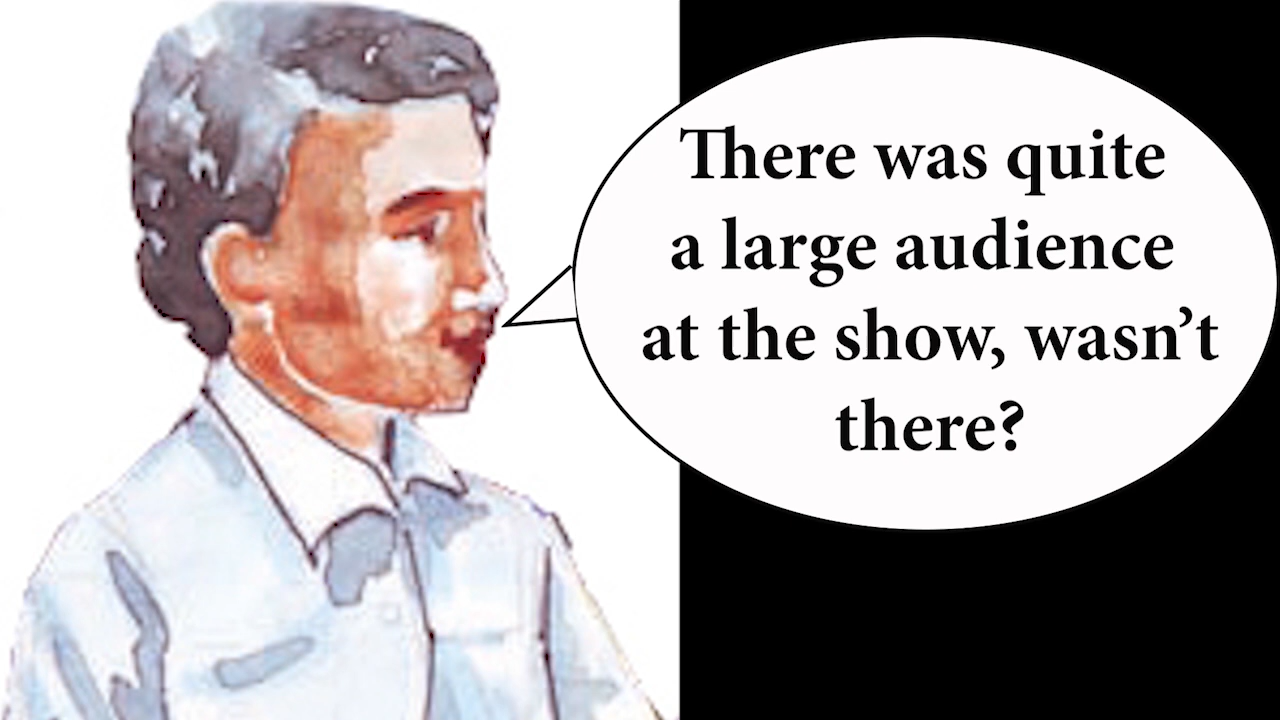 There was quite
a large audience
at the show, wasn’t
there?